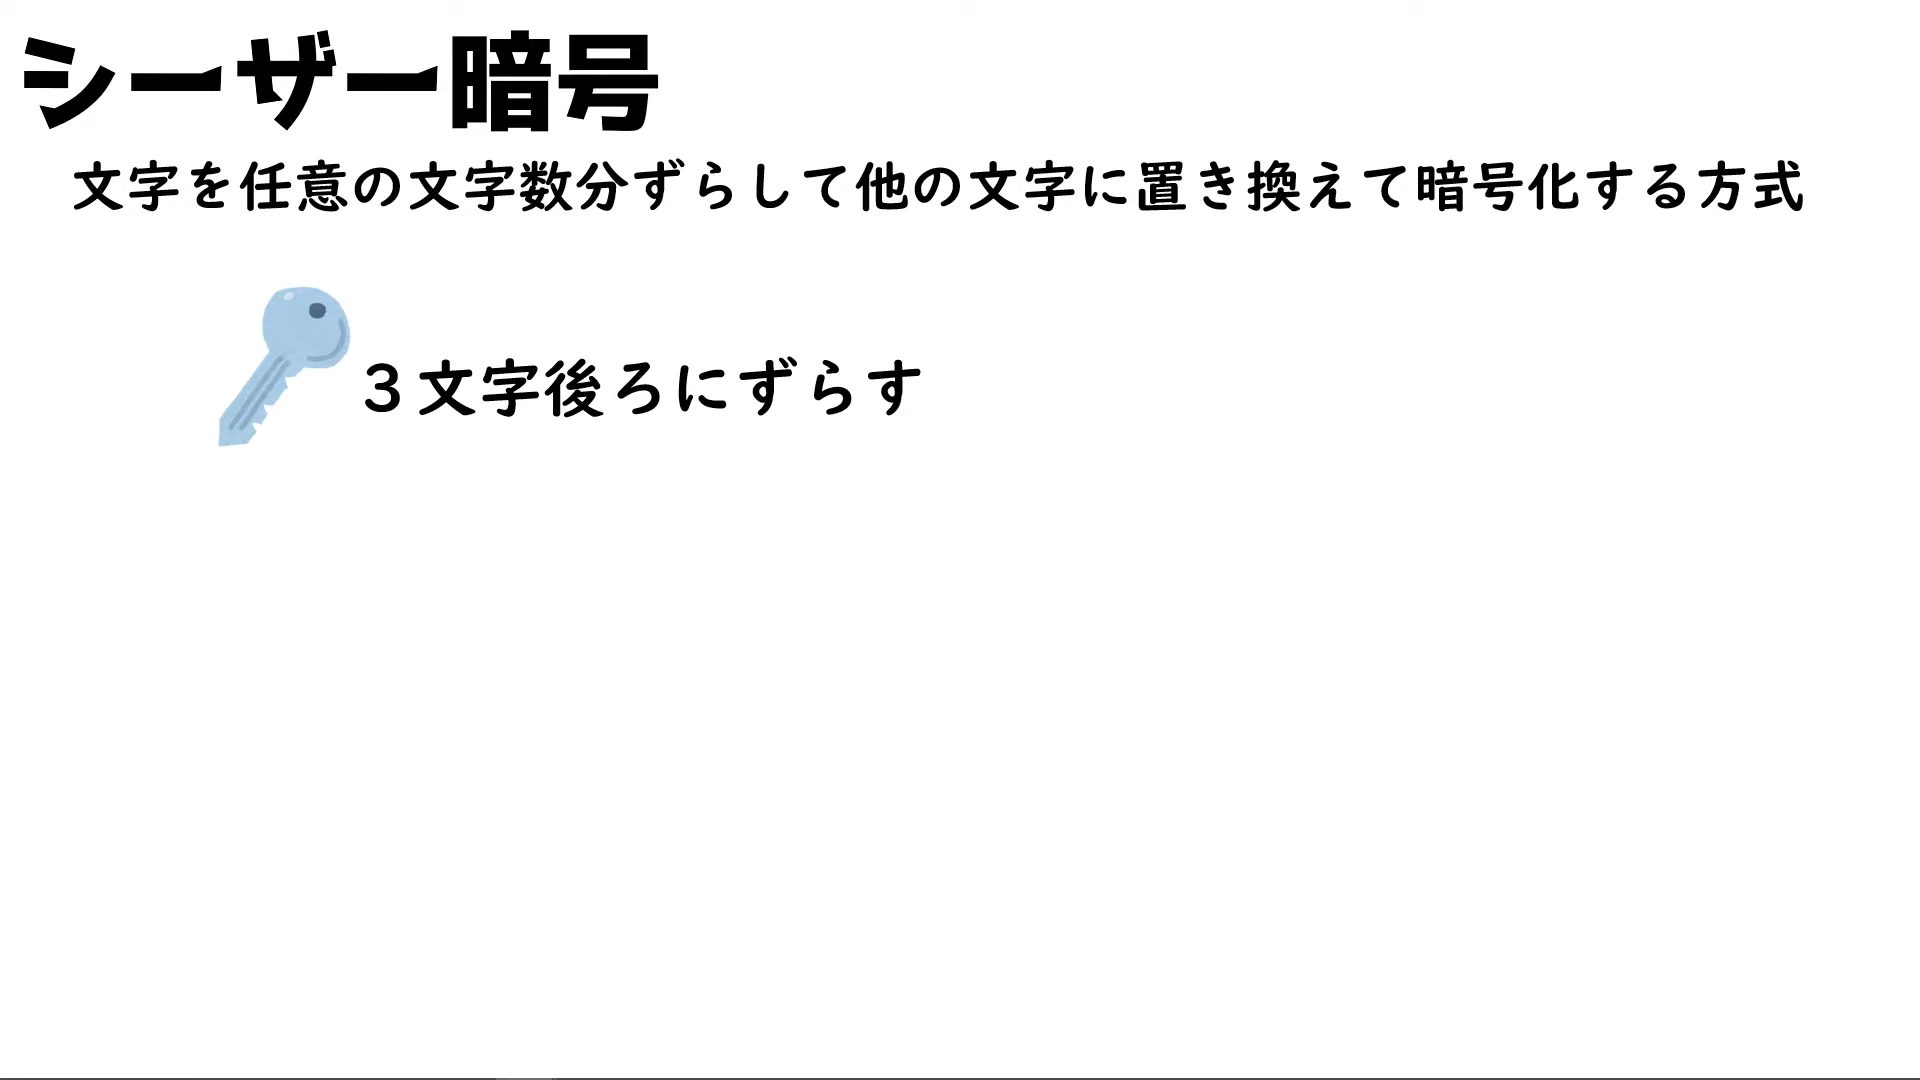 シーザー暗号
文字を任意の文字数分ずらして他の文字に置き換えて暗号化する方式
３文字後ろにずらす